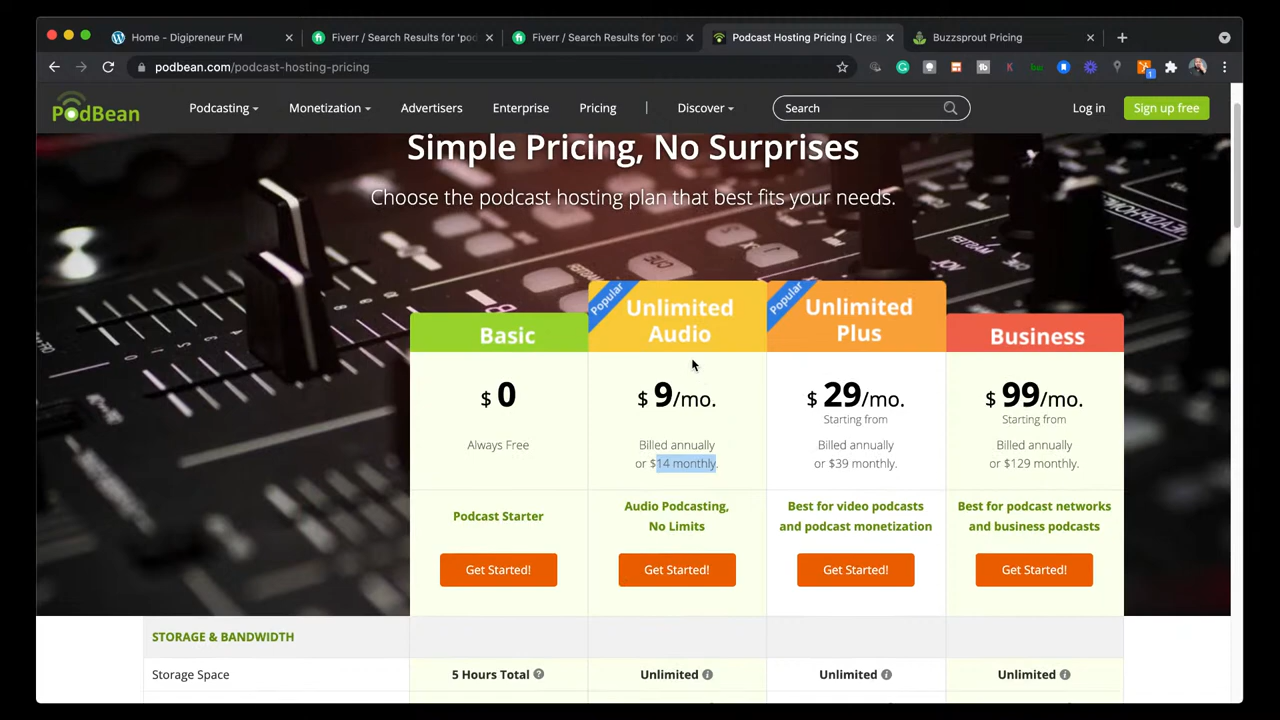 Home - Digipreneur FM
Fiverr / Search Results for 'pod
Fiverr / Search Results for 'pod
Podcast Hosting Pricing | Crea
Buzzsprout Pricing
podbean.com/podcast-hosting-pricing
PodBean
Podcasting
Monetization
Advertisers
Enterprise
Pricing
Discover
Search
Log in
Sign up free
Simple Pricing, No Surprises
Choose the podcast hosting plan that best fits your needs.
Basic
$ 0
Always Free
Podcast Starter
Get Started!
Popular
Unlimited
Audio
$ 9/mo.
Billed annually
or $14 monthly.
Audio Podcasting,
No Limits
Get Started!
Popular
Unlimited
Plus
$ 29/mo.
Starting from
Billed annually
or $39 monthly.
Best for video podcasts
and podcast monetization
Get Started!
Business
$ 99/mo.
Starting from
Billed annually
or $129 monthly.
Best for podcast networks
and business podcasts
Get Started!
STORAGE & BANDWIDTH
Storage Space
5 Hours Total
Unlimited
Unlimited
Unlimited